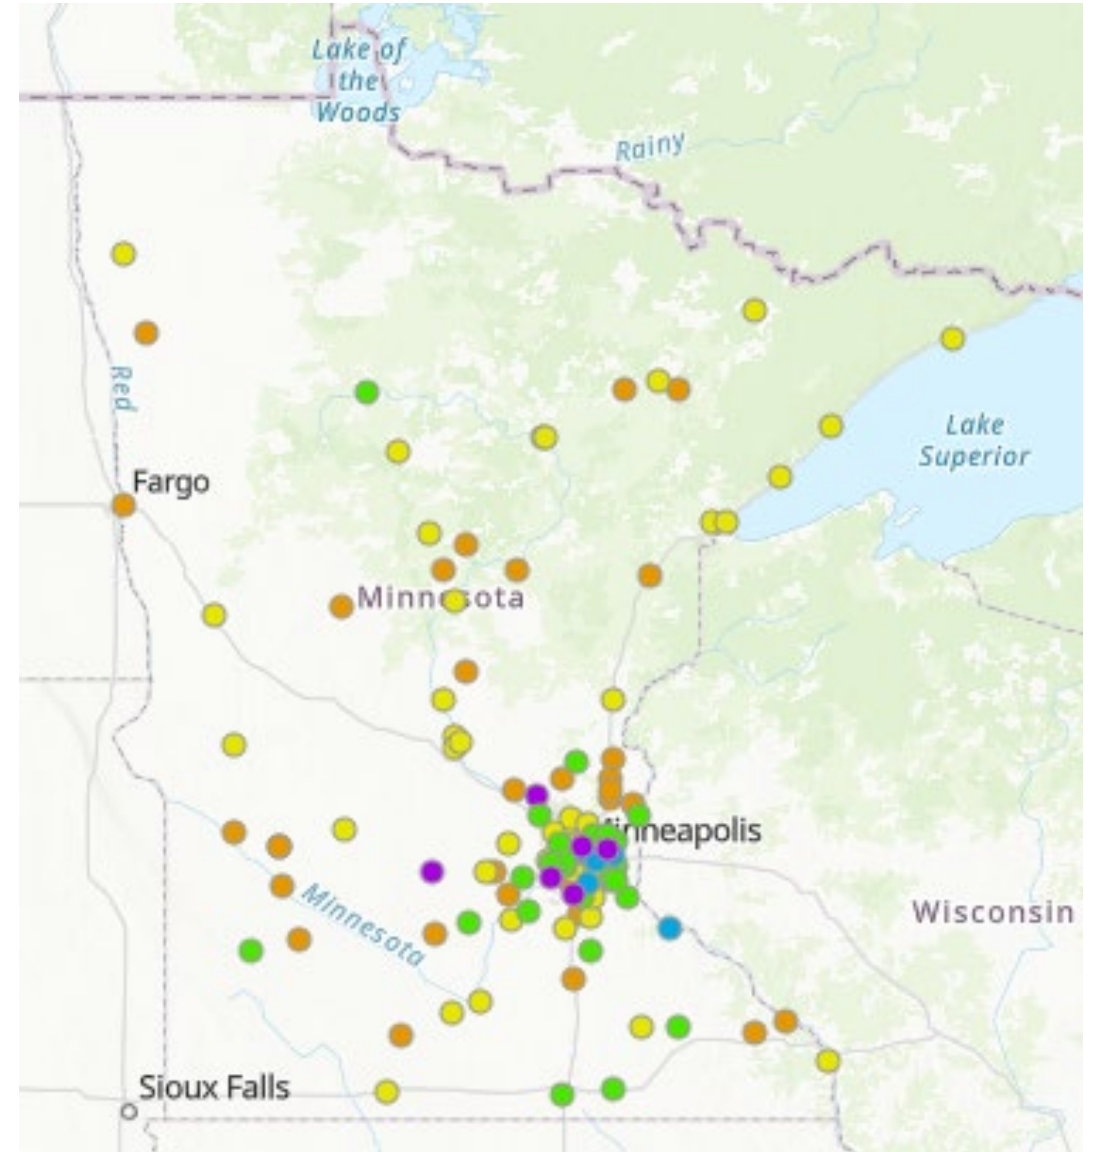 Lake of
the
Woods
Rainy
Red
Lake
Superior
Fargo
Minnesota
Minneapolis
Wisconsin
Minnesota
Sioux Falls